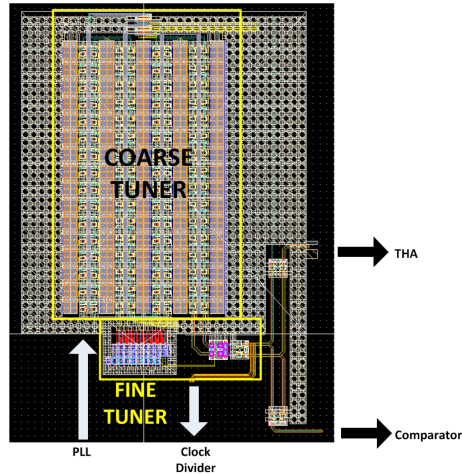 COARSE
TUNER
THA
FINE
TUNER
PLL
Clock
Divider
Comparator